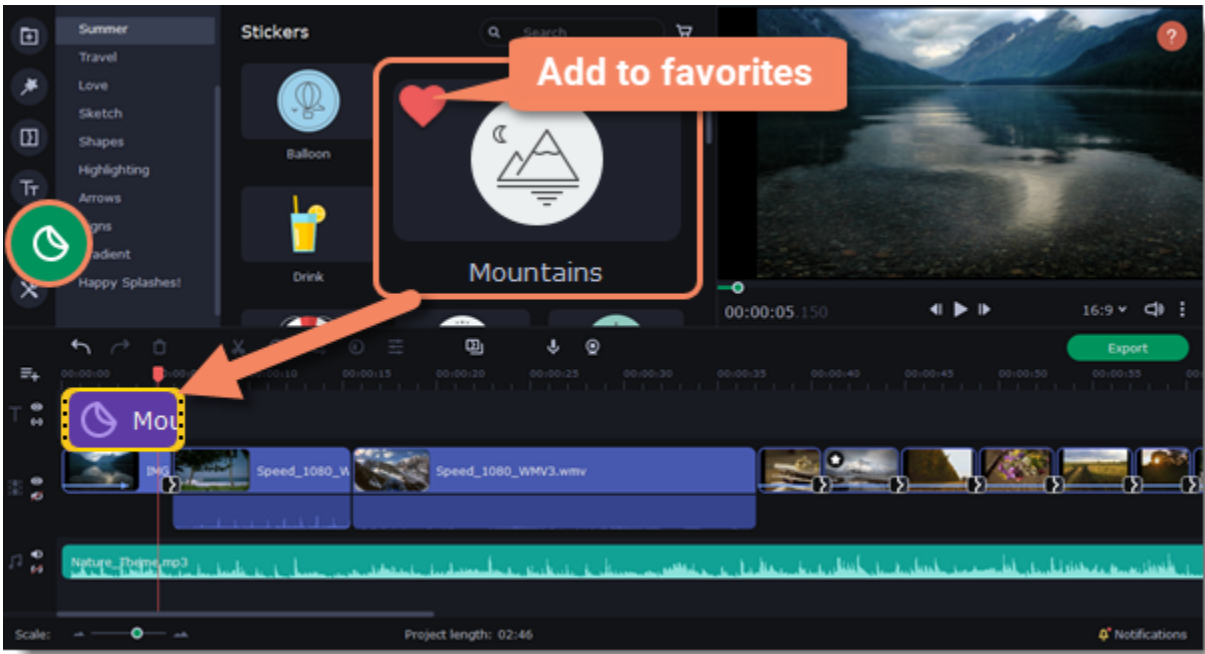 Summer
Travel
Love
Sketch
Shapes
Highlighting
Arrows
Happy Splashes!
Stickers
Search
Add to favorites
Balloon
Drink
Mountains
?
00:00:05.150
16:9
Export
00:00:00
00:00:10
00:00:15
00:00:20
00:00:25
00:00:30
00:00:35
00:00:40
00:00:45
00:00:50
00:00:55
Mou
IMG
Speed_1080_W
Speed_1080_WMV3.wmv
Nature_Theme.mp3
Scale:
Project length: 02:46
Notifications